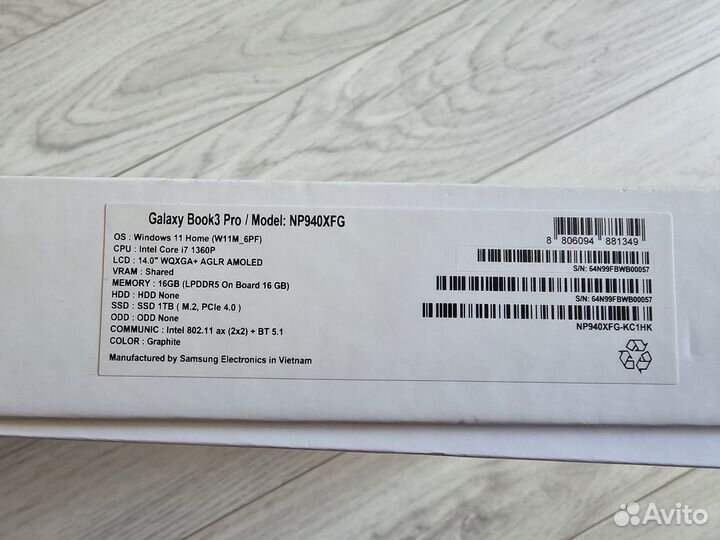 Galaxy Book3 Pro / Model: NP940XFG
OS : Windows 11 Home (W11M_6PF)
CPU : Intel Core i7 1360P
LCD : 14.0" WQXGA+ AGLR AMOLED
VRAM : Shared
MEMORY : 16GB (LPDDR5 On Board 16 GB)
HDD : HDD None
SSD : SSD 1TB ( M.2, PCIe 4.0 )
ODD : ODD None
COMMUNIC : Intel 802.11 ax (2x2) + BT 5.1
COLOR : Graphite
Manufactured by Samsung Electronics in Vietnam
8 806094 881349
S/N: 64N99FBWB00057
S/N: 64N99FBWB00057
NP940XFG-KC1HK
Avito